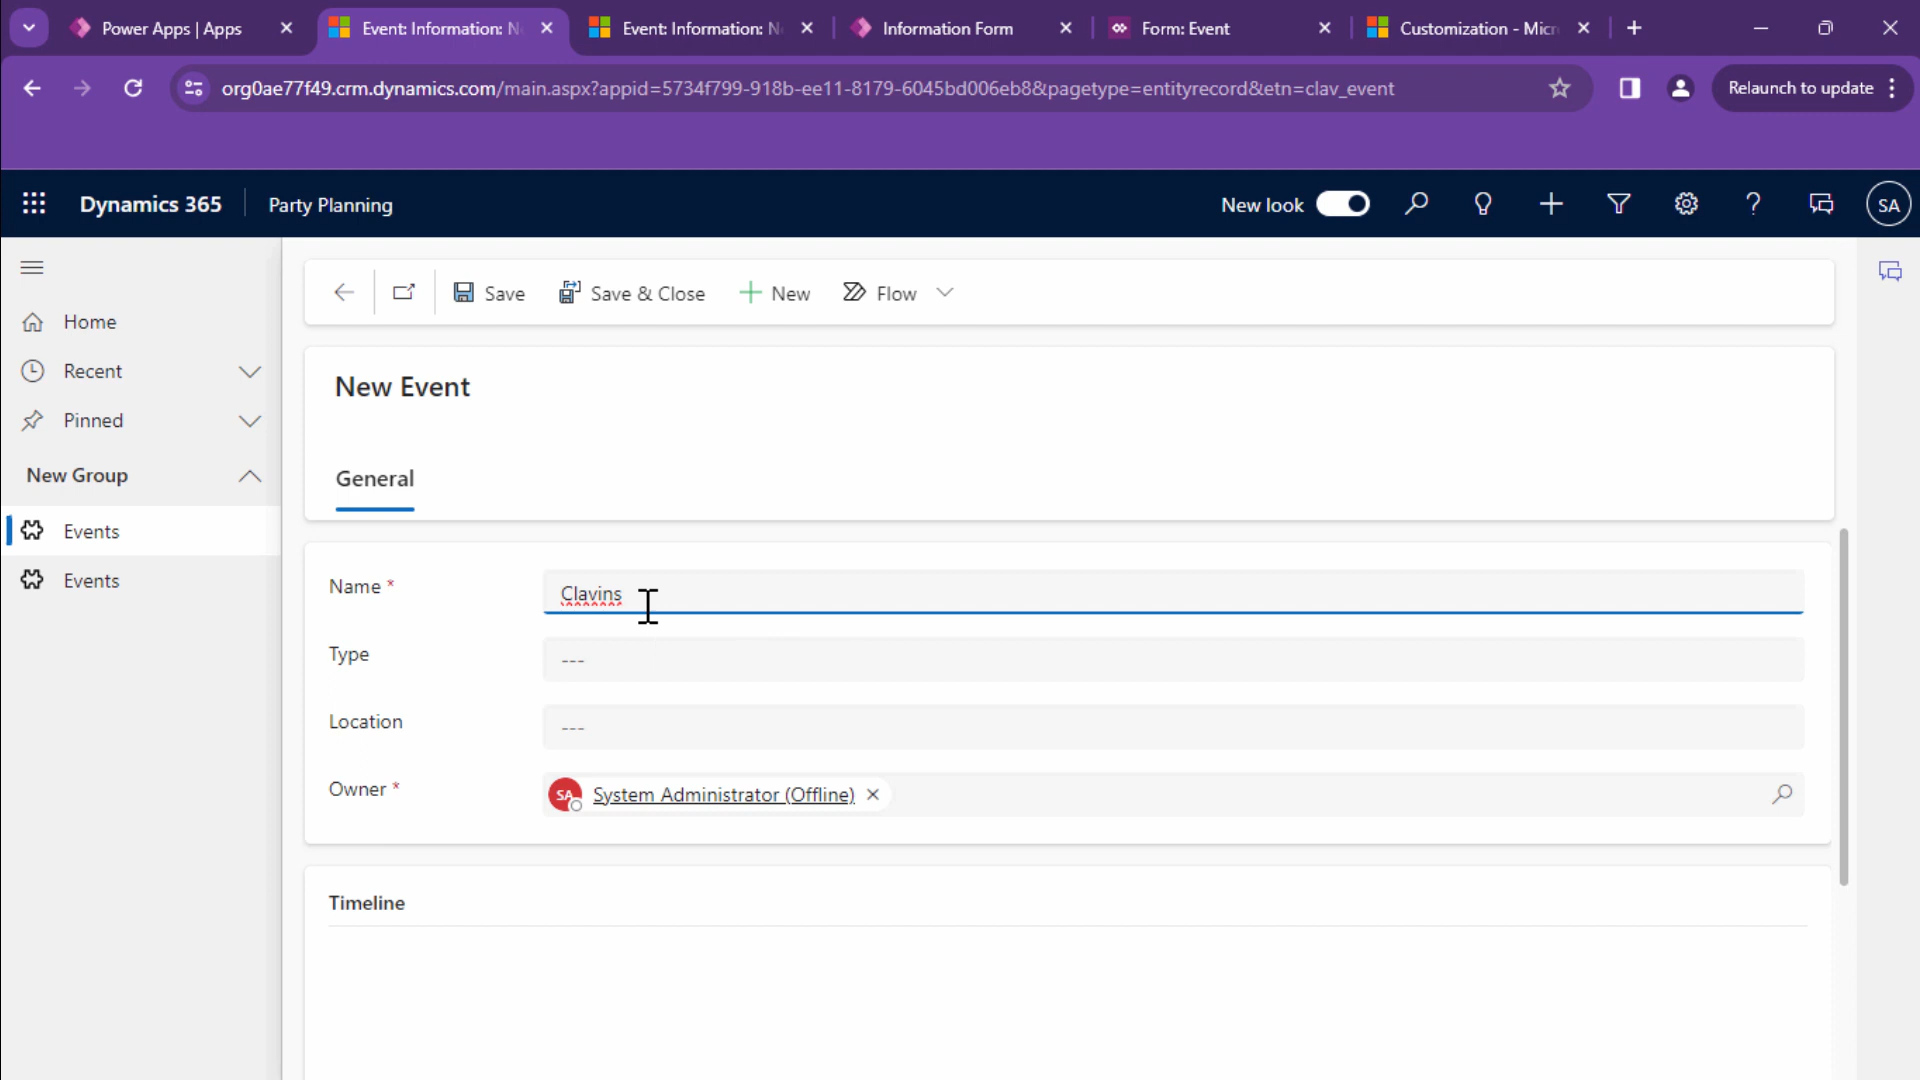 Power Apps | Apps
Event: Information: N
Event: Information: N
Information Form
Form: Event
Customization - Micr
org0ae77f49.crm.dynamics.com/main.aspx?appid=5734f799-918b-ee11-8179-6045bd006eb8&pagetype=entityrecord&etn=clav_event
Relaunch to update
Dynamics 365
Party Planning
New look
SA
Save
Save & Close
New
Flow
Home
Recent
Pinned
New Group
Events
Events
New Event
General
Name *
Clavins
Type
---
Location
---
Owner *
SA
System Administrator (Offline)
Timeline